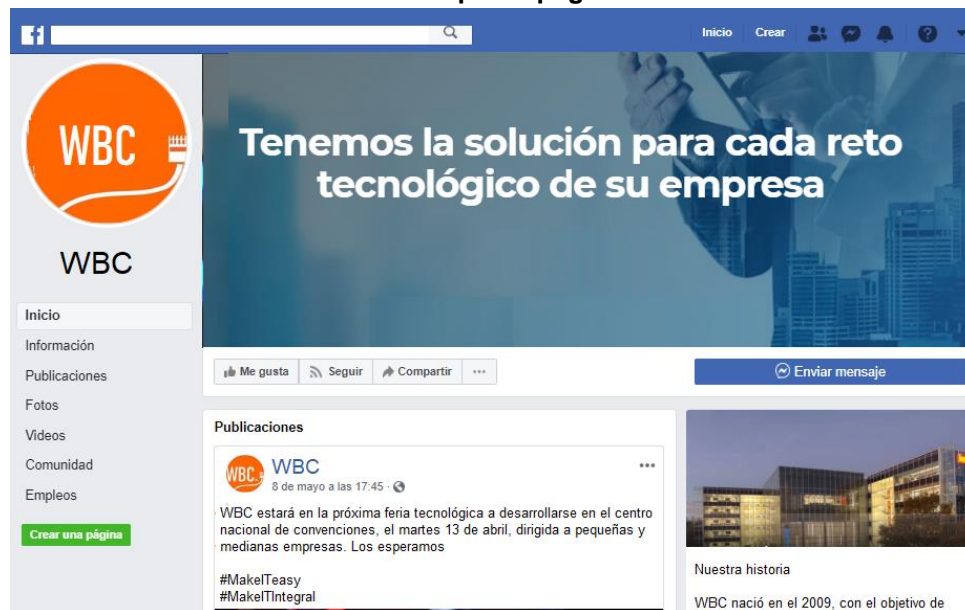 Inicio Crear
WBC
Tenemos la solución para cada reto
tecnológico de su empresa
WBC
Inicio
Información
Publicaciones
Fotos
Videos
Comunidad
Empleos
Crear una página
Me gusta Seguir Compartir ...
Enviar mensaje
Publicaciones
WBC.
WBC
...
8 de mayo a las 17:45 ·
WBC estará en la próxima feria tecnológica a desarrollarse en el centro
nacional de convenciones, el martes 13 de abril, dirigida a pequeñas y
medianas empresas. Los esperamos
#MakeITeasy
#MakeITIntegral
Nuestra historia
WBC nació en el 2009, con el objetivo de